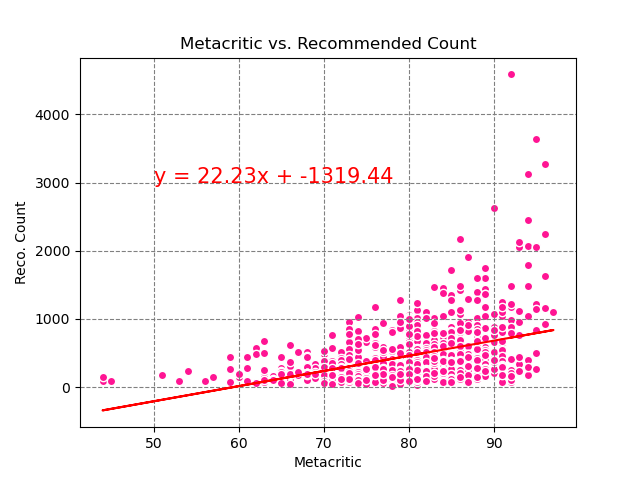 Metacritic vs. Recommended Count
4000
y = 22.23x + -1319.44
3000
2000
1000
0
Reco. Count
50 60 70 80 90
Metacritic